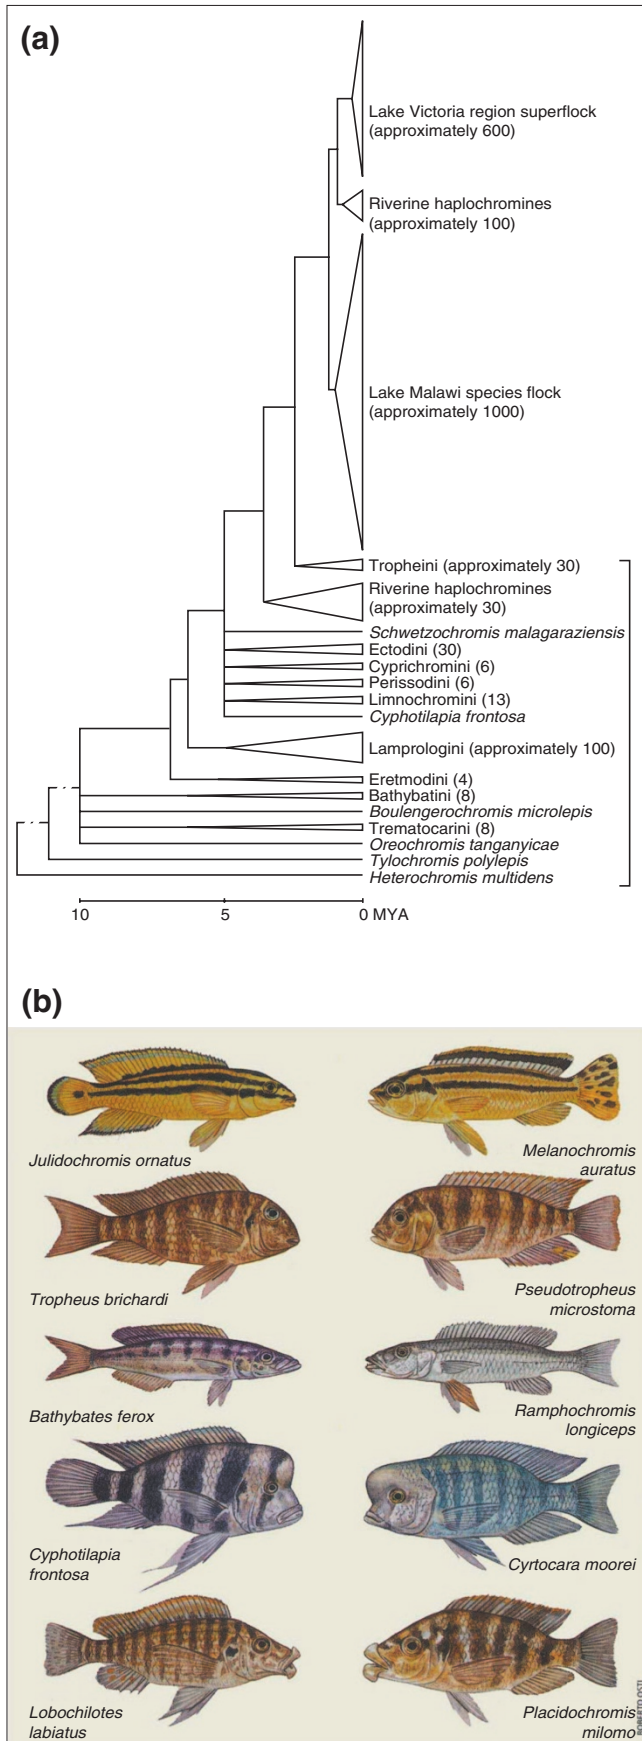 (a)
Lake Victoria region superflock
(approximately 600)
Riverine haplochromines
(approximately 100)
Lake Malawi species flock
(approximately 1000)
Tropheini (approximately 30)
Riverine haplochromines
(approximately 30)
Schwetzochromis malagaraziensis
Ectodini (30)
Cyprichromini (6)
Perissodini (6)
Limnochromini (13)
Cyphotilapia frontosa
Lamprologini (approximately 100)
Eretmodini (4)
Bathybatini (8)
Boulengerochromis microlepis
Trematocarini (8)
Oreochromis tanganyicae
Tylochromis polylepis
Heterochromis multidens
10 5 0 MYA
(b)
Julidochromis ornatus
Melanochromis
auratus
Tropheus brichardi
Pseudotropheus
microstoma
Bathybates ferox
Ramphochromis
longiceps
Cyphotilapia
frontosa
Cyrtocara moorei
Lobochilotes
labiatus
Placidochromis
milomo
ROBERTO OSTI